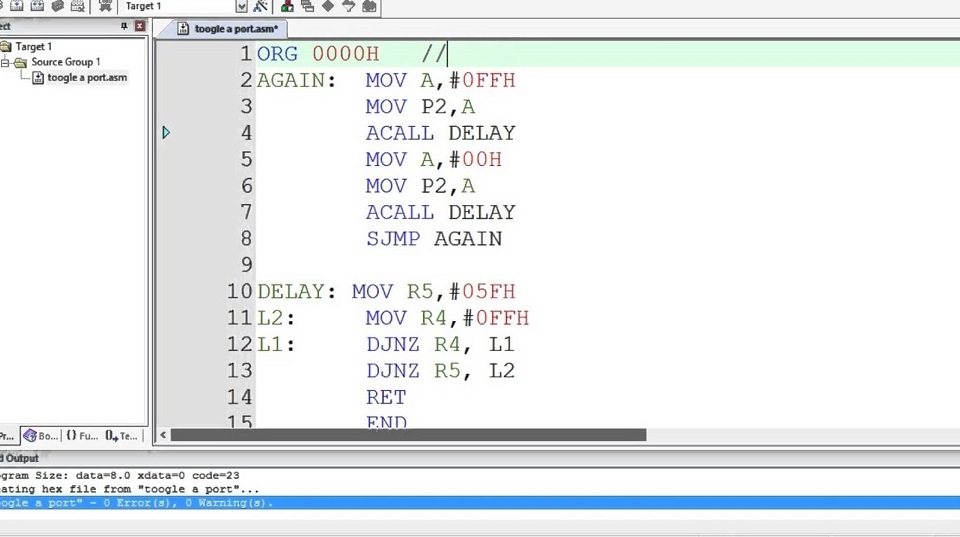 Target 1
ect
toogle a port.asm*
Target 1
Source Group 1
toogle a port.asm
1 ORG 0000H //
2 AGAIN: MOV A,#0FFH
3 MOV P2,A
4 ACALL DELAY
5 MOV A,#00H
6 MOV P2,A
7 ACALL DELAY
8 SJMP AGAIN
9
10 DELAY: MOV R5,#05FH
11 L2: MOV R4,#0FFH
12 L1: DJNZ R4, L1
13 DJNZ R5, L2
14 RET
15 END
Pr... Bo... {} Fu... 0 Te...
d Output
ogram Size: data=8.0 xdata=0 code=23
eating hex file from "toogle a port"...
oogle a port" - 0 Error(s), 0 Warning(s).